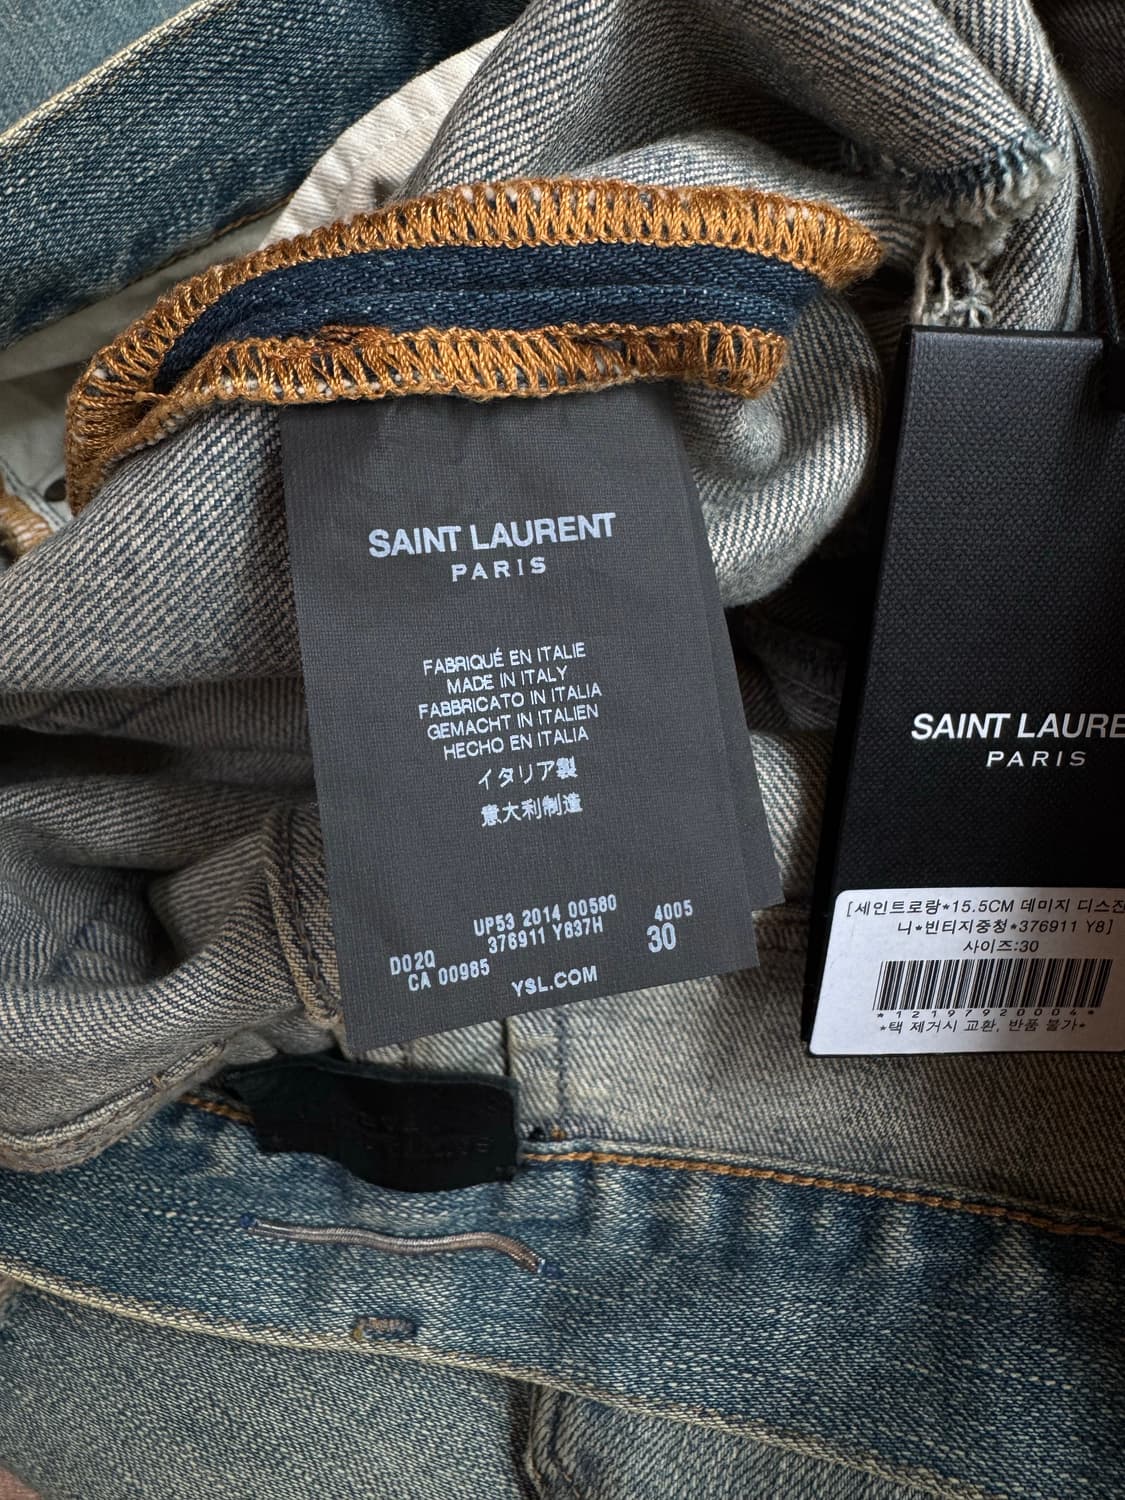 SAINT LAURENT
PARIS
FABRIQUÉ EN ITALIE
MADE IN ITALY
FABBRICATO IN ITALIA
GEMACHT IN ITALIEN
HECHO EN ITALIA
イタリア製
意大利制造
UP53 2014 00580
376911 Y837H
4005
30
D02Q
CA 00985
YSL.COM
SAINT LAURE
PARIS
[세인트로랑*15.5CM 데미지 디스진
니*빈티지중청*376911 Y8]
사이즈:30
*12197920004*
*택 제거시 교환, 반품 불가*